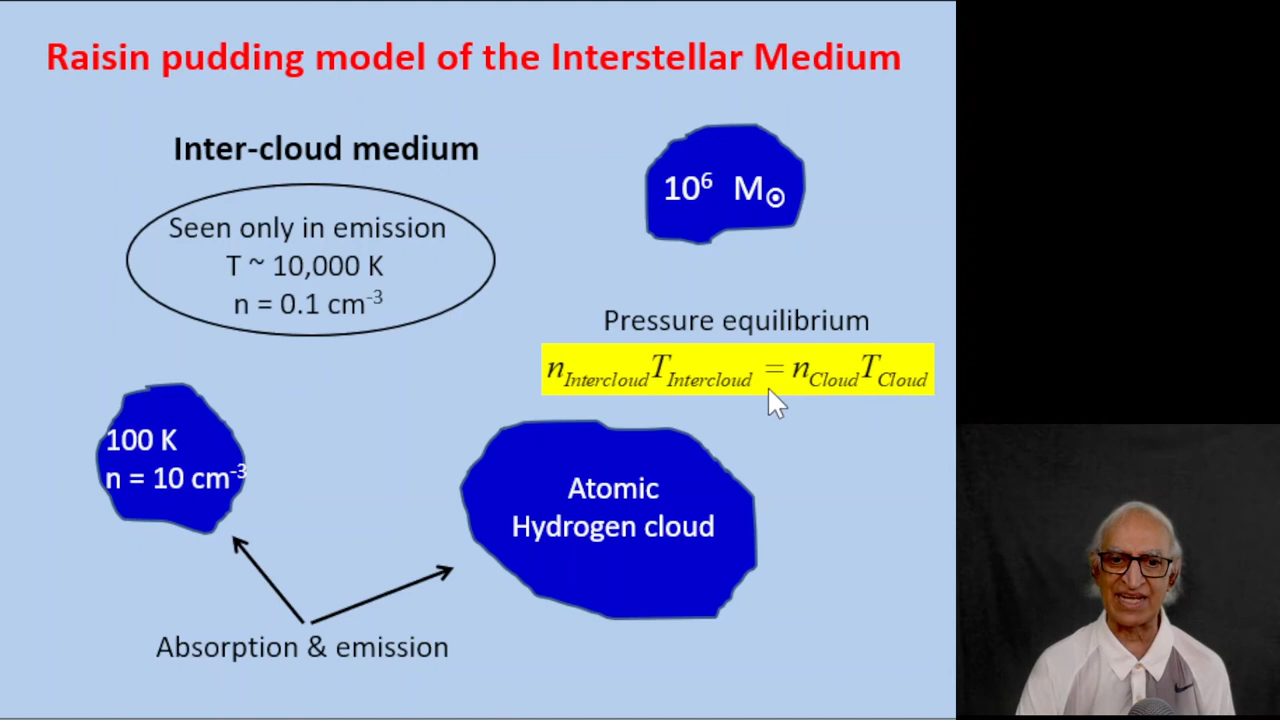 Raisin pudding model of the Interstellar Medium
Inter-cloud medium
Seen only in emission
T ~ 10,000 K
n = 0.1 cm⁻³
10⁶ M☉
Pressure equilibrium
n_Intercloud T_Intercloud = n_Cloud T_Cloud
100 K
n = 10 cm⁻³
Atomic
Hydrogen cloud
Absorption & emission